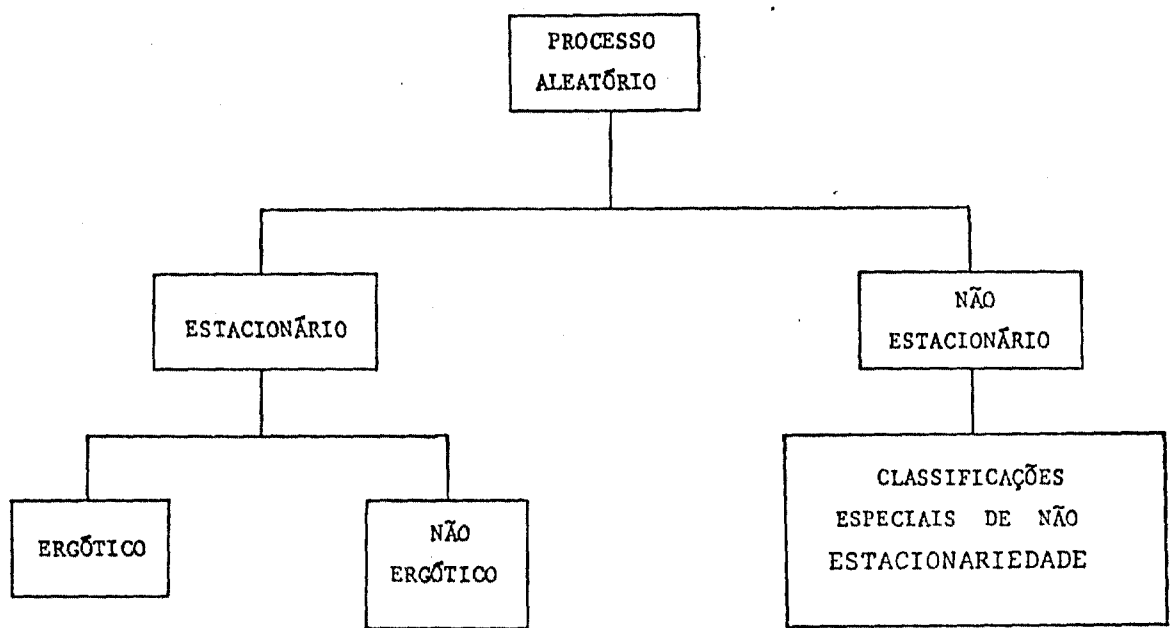 PROCESSO
ALEATÓRIO
ESTACIONÁRIO
NÃO
ESTACIONÁRIO
ERGÓTICO
NÃO
ERGÓTICO
CLASSIFICAÇÕES
ESPECIAIS DE NÃO
ESTACIONARIEDADE